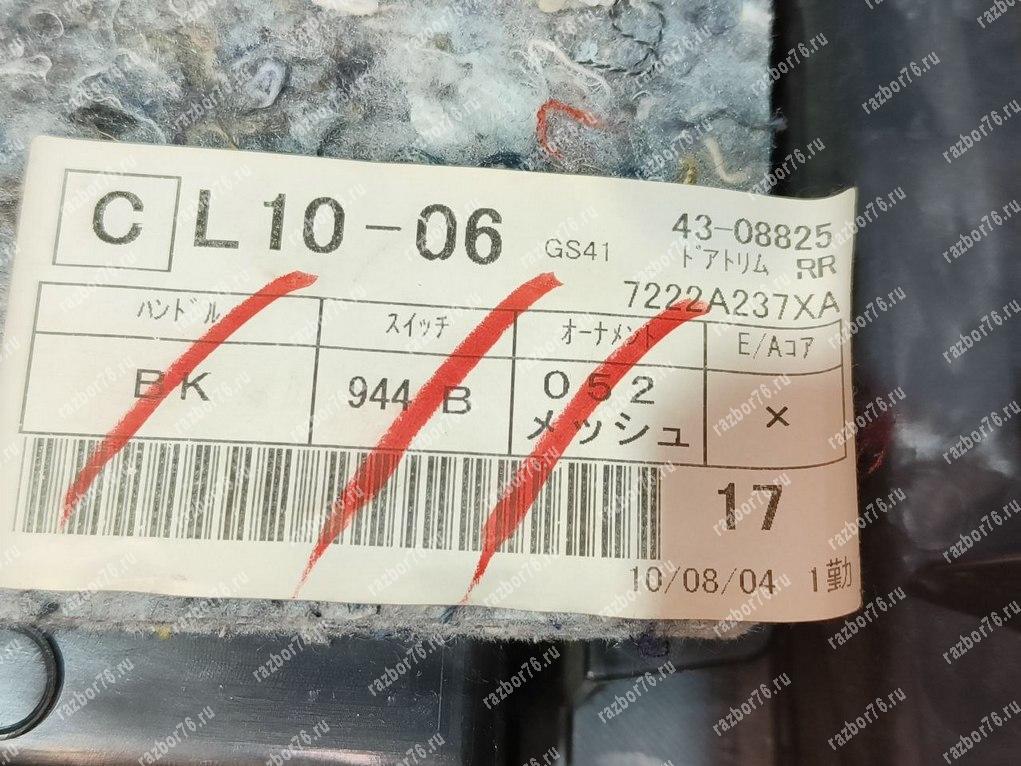 C L10-06 GS41 43-08825
ﾄﾞｱﾄﾘﾑ RR
7222A237XA
ﾊﾝﾄﾞﾙ ｽｲｯﾁ ｵｰﾅﾒﾝﾄ E/Aｺｱ
BK 944 B 052 ×
メッシュ
17
10/08/04 1勤
razbor76.ru